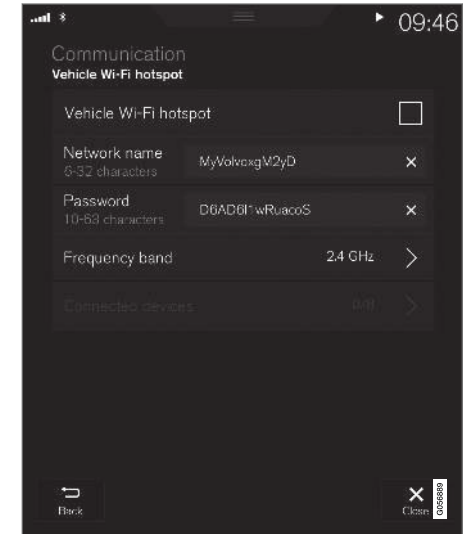 09:46
Communication
Vehicle Wi-Fi hotspot
Vehicle Wi-Fi hotspot
Network name
6-32 characters
MyVolvoxgM2yD
Password
10-63 characters
D6AD6l1wRuacoS
Frequency band 2.4 GHz
Connected devices
Back
Close
G056889